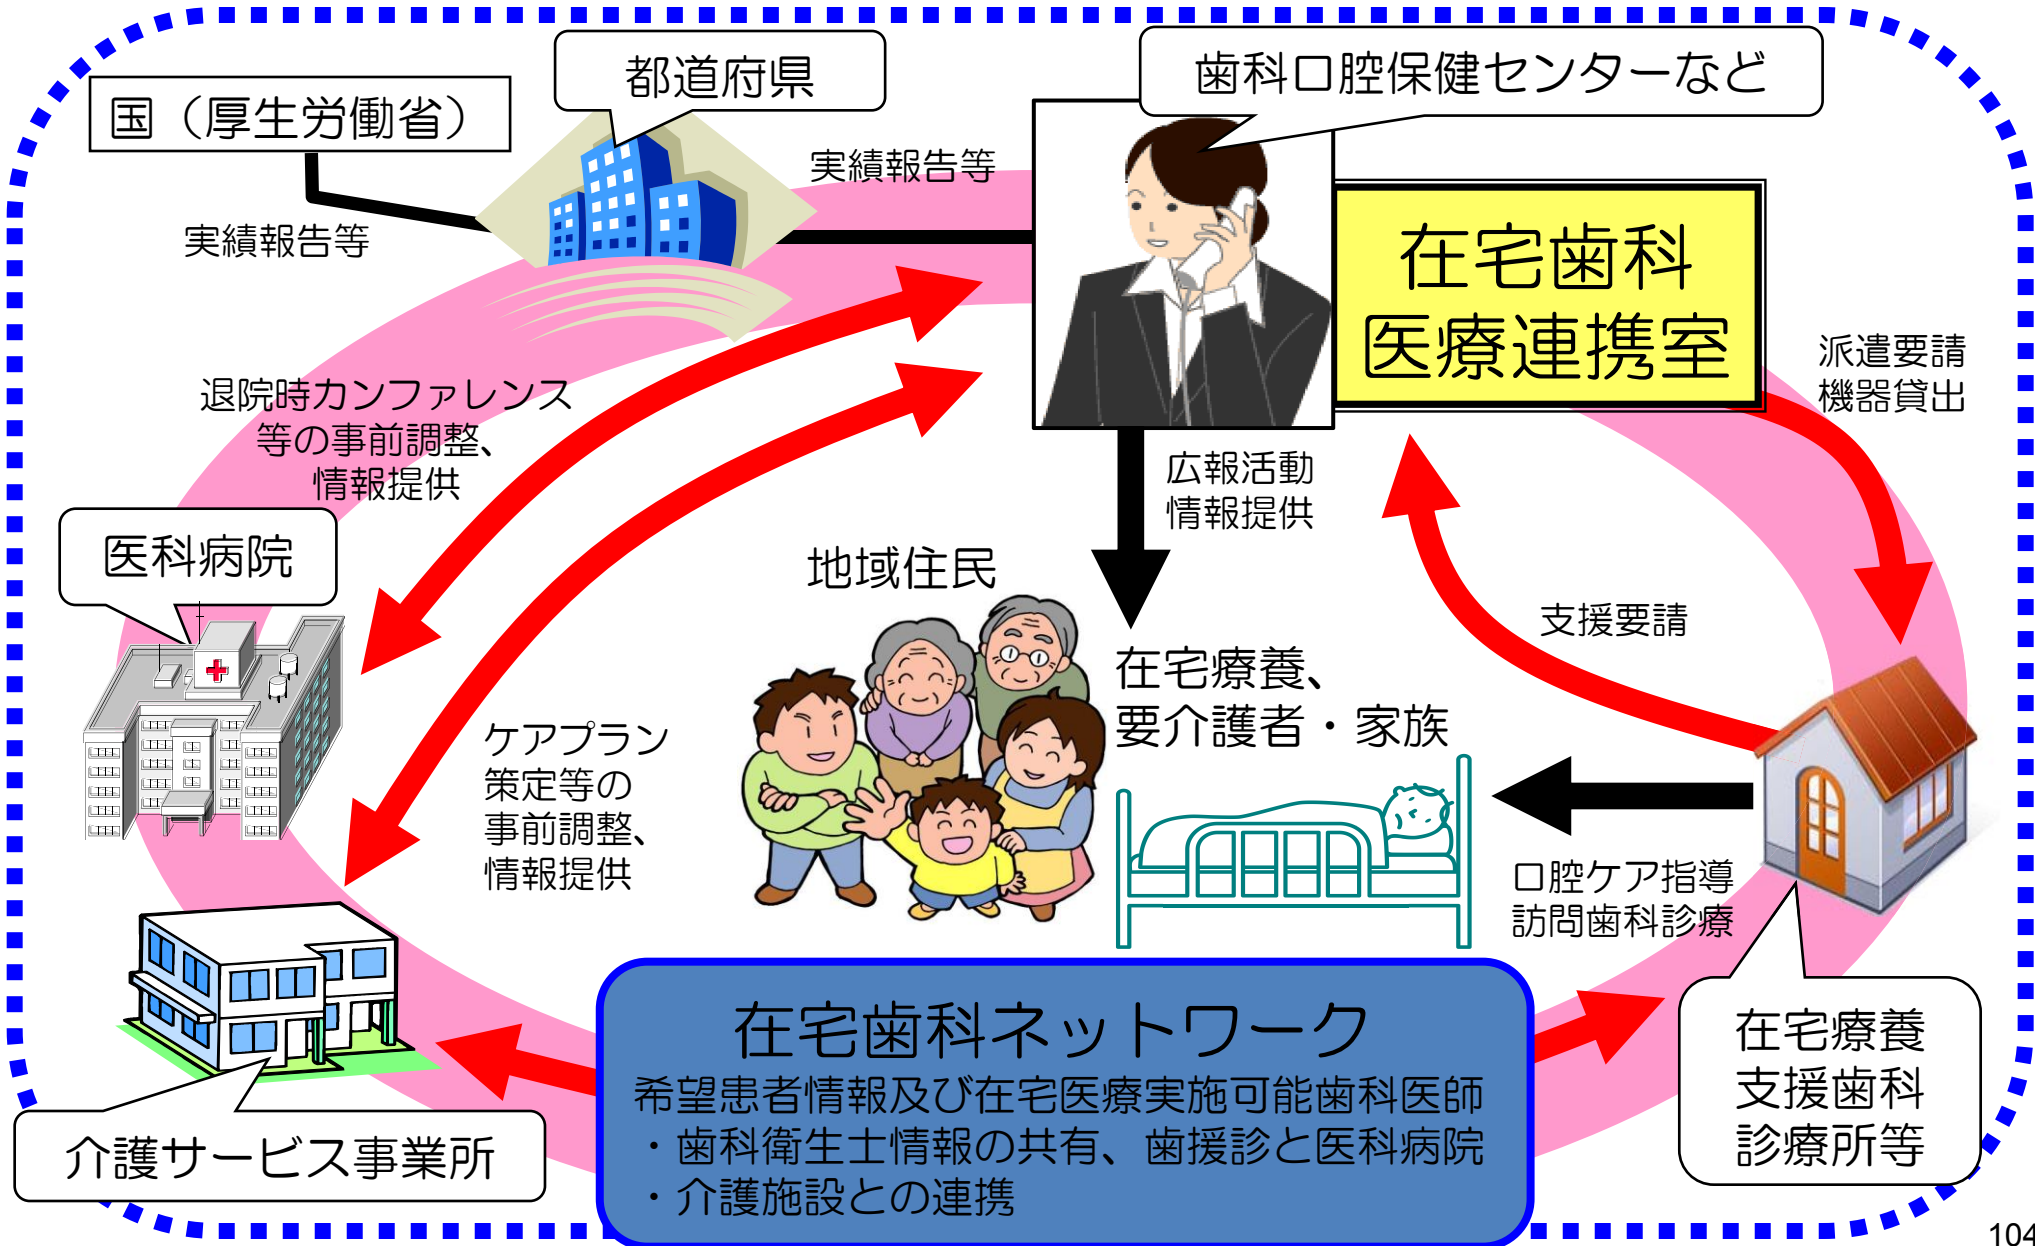 都道府県
歯科口腔保健センターなど
国（厚生労働省）
実績報告等
実績報告等
在宅歯科
医療連携室
派遣要請
機器貸出
退院時カンファレンス
等の事前調整、
情報提供
広報活動
情報提供
医科病院
地域住民
支援要請
在宅療養、
要介護者・家族
ケアプラン
策定等の
事前調整、
情報提供
口腔ケア指導
訪問歯科診療
在宅歯科ネットワーク
希望患者情報及び在宅医療実施可能歯科医師
・歯科衛生士情報の共有、歯援診と医科病院
・介護施設との連携
在宅療養
支援歯科
診療所等
介護サービス事業所
104